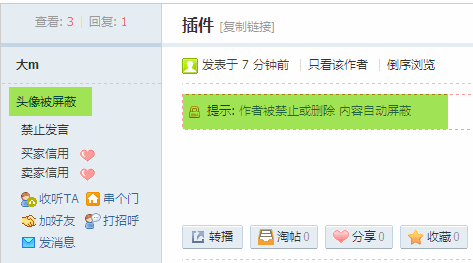 查看: 3 | 回复: 1
插件 [复制链接]
大m
发表于 7 分钟前 | 只看该作者 | 倒序浏览
头像被屏蔽
提示: 作者被禁止或删除 内容自动屏蔽
禁止发言
买家信用
卖家信用
收听TA 串个门
加好友 打招呼
发消息
转播 淘帖 0 分享 0 收藏 0